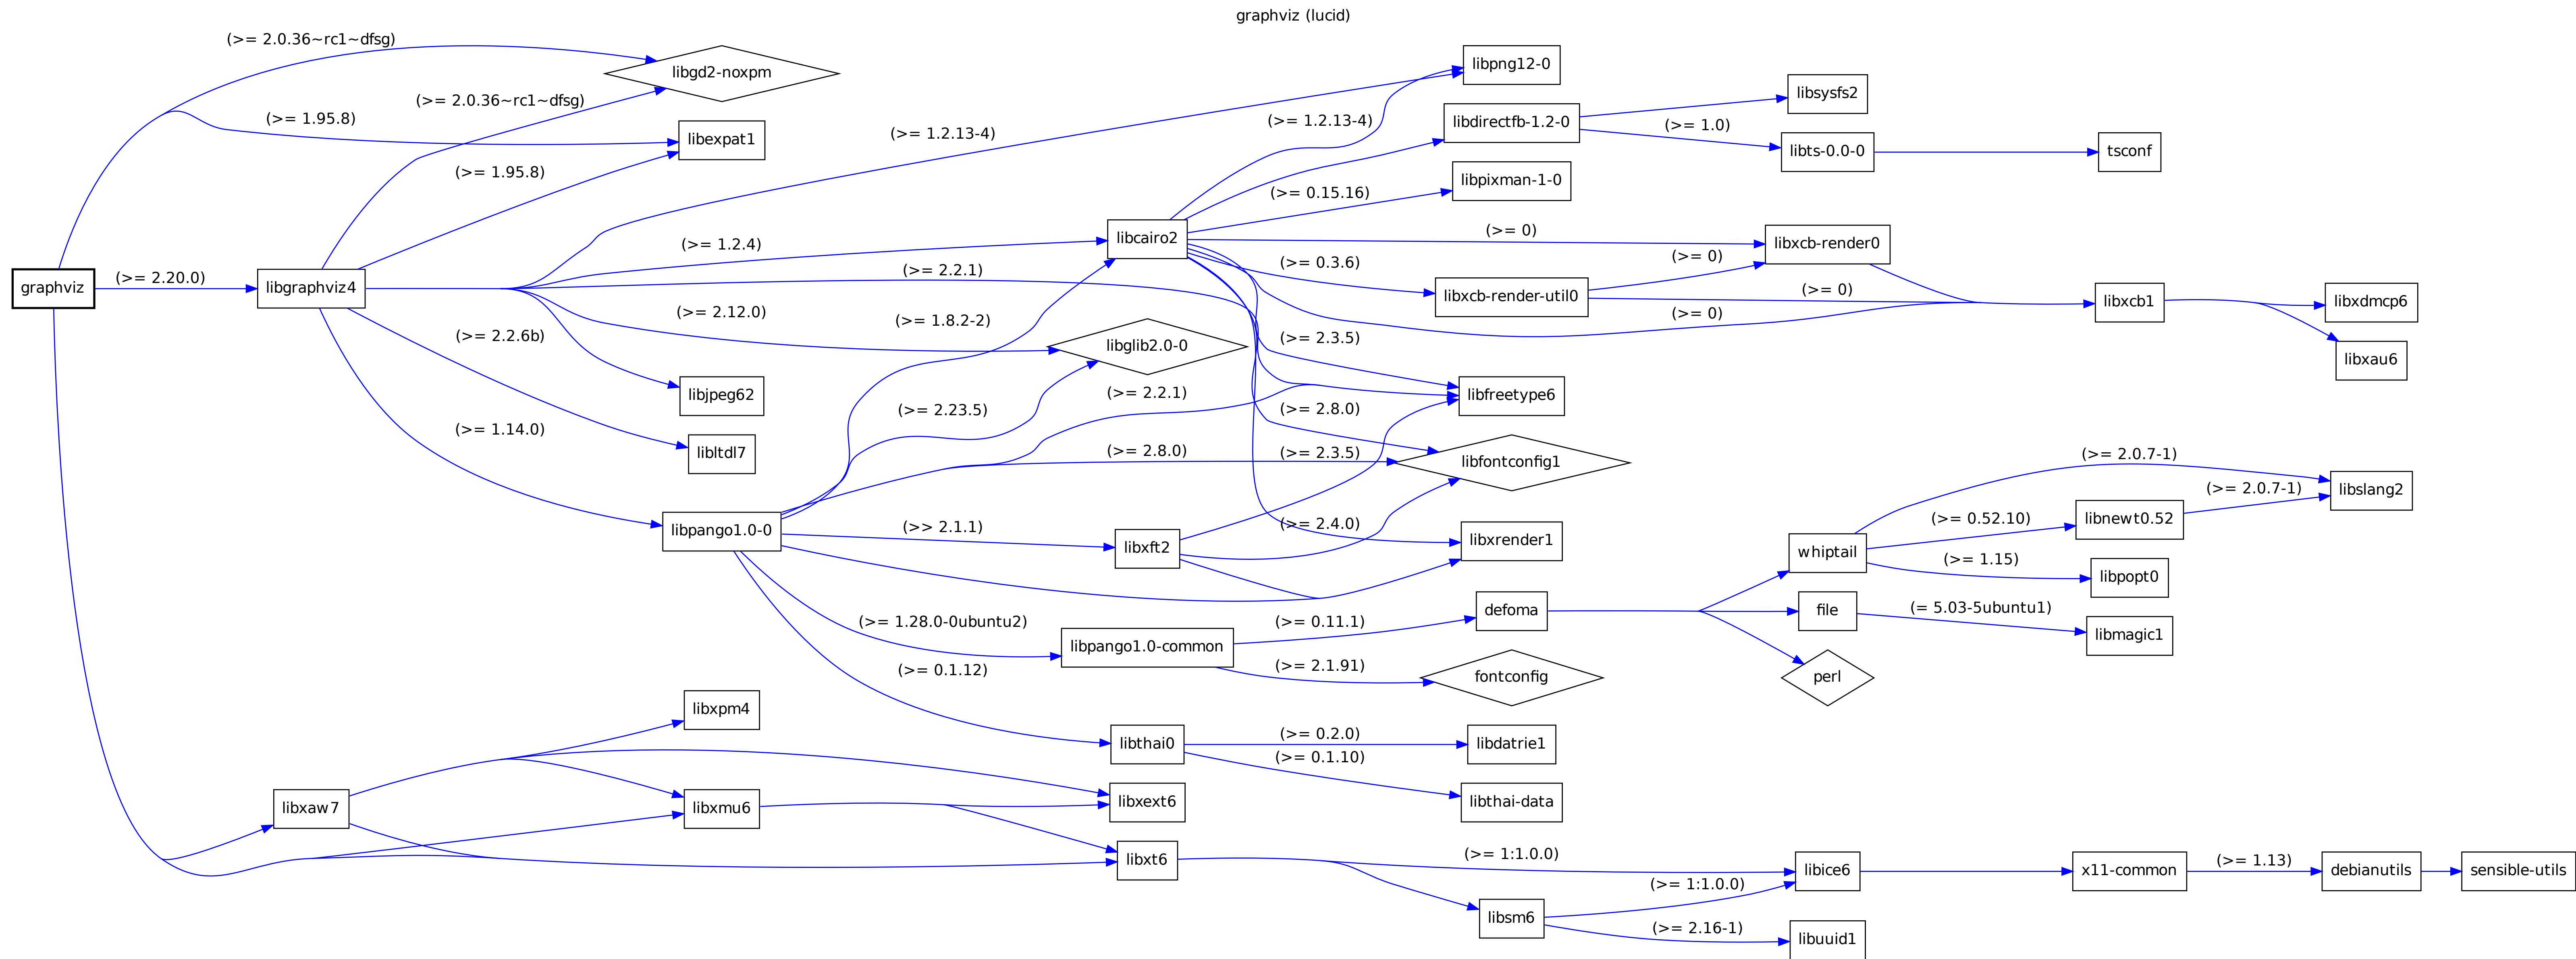 graphviz (lucid)
(>= 2.0.36~rc1~dfsg)
libgd2-noxpm
libpng12-0
libsysfs2
(>= 2.0.36~rc1~dfsg)
(>= 1.95.8)
libexpat1
(>= 1.2.13-4)
(>= 1.2.13-4)
libdirectfb-1.2-0
(>= 1.0)
libts-0.0-0
tsconf
(>= 1.95.8)
libpixman-1-0
(>= 0.15.16)
libcairo2
(>= 1.2.4)
(>= 0)
libxcb-render0
(>= 0)
graphviz
(>= 2.20.0)
libgraphviz4
(>= 2.2.1)
(>= 0.3.6)
libxcb-render-util0
(>= 0)
libxcb1
libxdmcp6
(>= 2.12.0)
(>= 1.8.2-2)
(>= 0)
(>= 2.2.6b)
libglib2.0-0
(>= 2.3.5)
libxau6
libjpeg62
(>= 2.23.5)
(>= 2.2.1)
(>= 2.8.0)
libfreetype6
(>= 1.14.0)
libltdl7
(>= 2.8.0)
(>= 2.3.5)
libfontconfig1
(>= 2.0.7-1)
libslang2
(>= 2.0.7-1)
libpango1.0-0
(>> 2.1.1)
libxft2
(>= 2.4.0)
libxrender1
whiptail
(>= 0.52.10)
libnewt0.52
(>= 1.15)
libpopt0
(>= 1.28.0-0ubuntu2)
libpango1.0-common
(>= 0.11.1)
defoma
file
(= 5.03-5ubuntu1)
libmagic1
(>= 0.1.12)
(>= 2.1.91)
fontconfig
perl
libxpm4
libthai0
(>= 0.2.0)
libdatrie1
(>= 0.1.10)
libthai-data
libxaw7
libxmu6
libxext6
libxt6
(>= 1:1.0.0)
libice6
x11-common
(>= 1.13)
debianutils
sensible-utils
(>= 1:1.0.0)
libsm6
(>= 2.16-1)
libuuid1